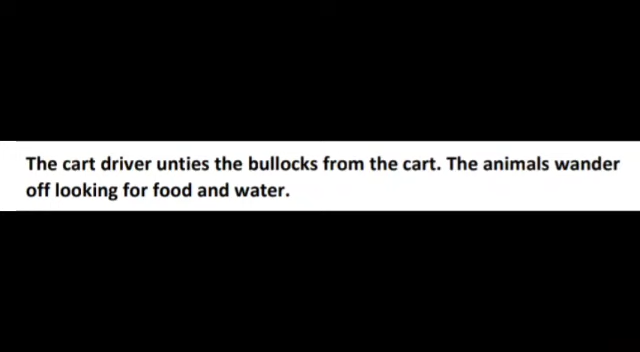 The cart driver unties the bullocks from the cart. The animals wander
off looking for food and water.